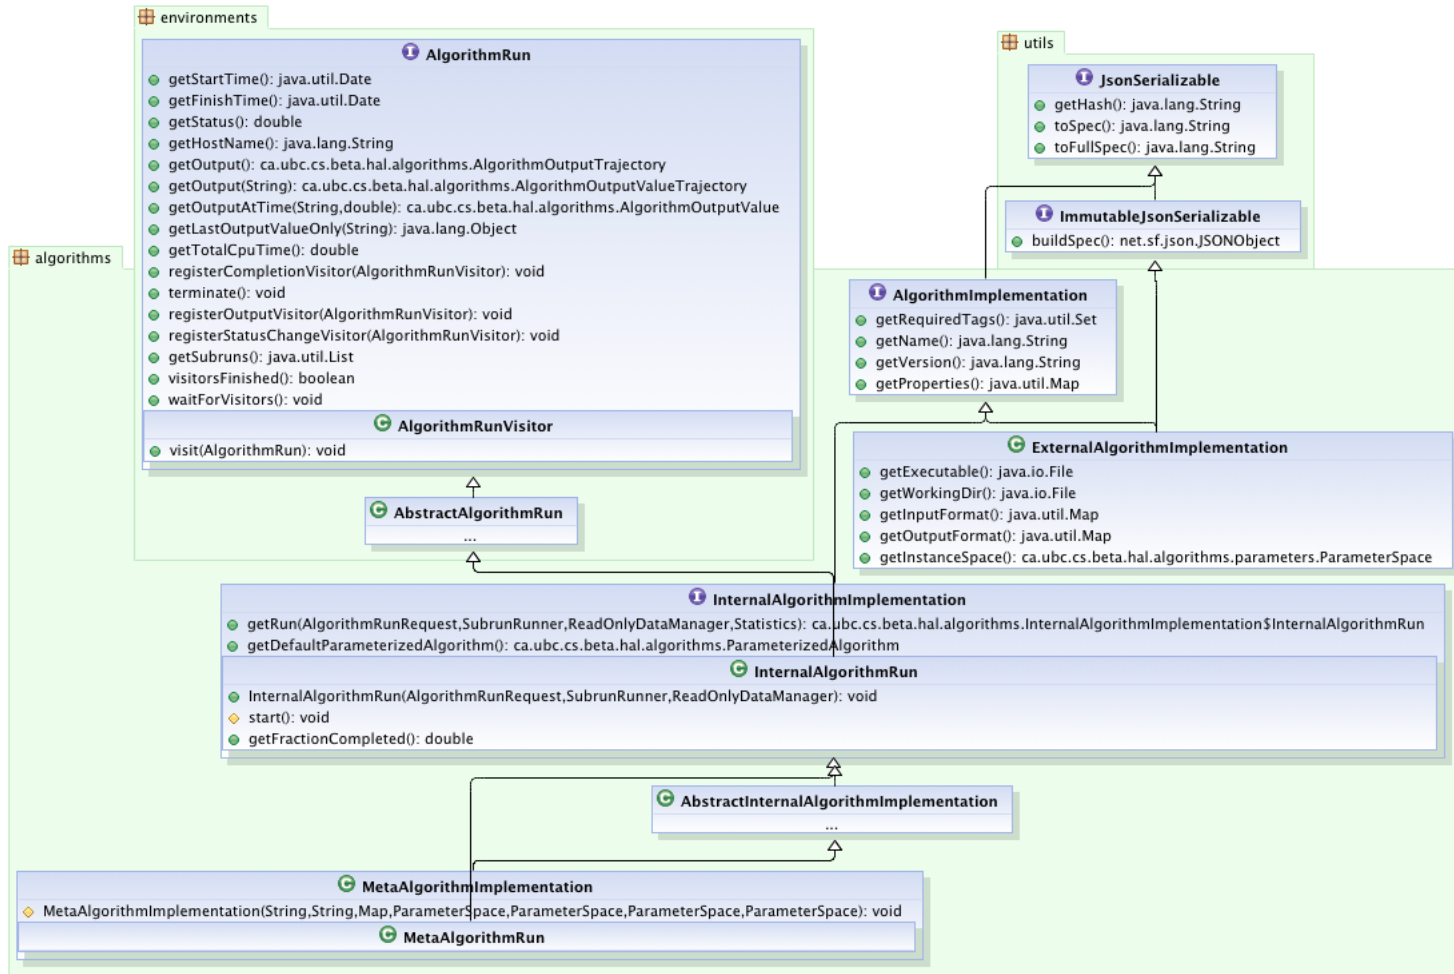 environments
AlgorithmRun
getStartTime(): java.util.Date
getFinishTime(): java.util.Date
getStatus(): double
getHostName(): java.lang.String
getOutput(): ca.ubc.cs.beta.hal.algorithms.AlgorithmOutputTrajectory
getOutput(String): ca.ubc.cs.beta.hal.algorithms.AlgorithmOutputValueTrajectory
getOutputAtTime(String,double): ca.ubc.cs.beta.hal.algorithms.AlgorithmOutputValue
getLastOutputValueOnly(String): java.lang.Object
getTotalCpuTime(): double
registerCompletionVisitor(AlgorithmRunVisitor): void
terminate(): void
registerOutputVisitor(AlgorithmRunVisitor): void
registerStatusChangeVisitor(AlgorithmRunVisitor): void
getSubruns(): java.util.List
visitorsFinished(): boolean
waitForVisitors(): void
AlgorithmRunVisitor
visit(AlgorithmRun): void
AbstractAlgorithmRun
...
utils
JsonSerializable
getHash(): java.lang.String
toSpec(): java.lang.String
toFullSpec(): java.lang.String
ImmutableJsonSerializable
buildSpec(): net.sf.json.JSONObject
algorithms
AlgorithmImplementation
getRequiredTags(): java.util.Set
getName(): java.lang.String
getVersion(): java.lang.String
getProperties(): java.util.Map
ExternalAlgorithmImplementation
getExecutable(): java.io.File
getWorkingDir(): java.io.File
getInputFormat(): java.util.Map
getOutputFormat(): java.util.Map
getInstanceSpace(): ca.ubc.cs.beta.hal.algorithms.parameters.ParameterSpace
InternalAlgorithmImplementation
getRun(AlgorithmRunRequest,SubrunRunner,ReadOnlyDataManager,Statistics): ca.ubc.cs.beta.hal.algorithms.InternalAlgorithmImplementation$InternalAlgorithmRun
getDefaultParameterizedAlgorithm(): ca.ubc.cs.beta.hal.algorithms.ParameterizedAlgorithm
InternalAlgorithmRun
InternalAlgorithmRun(AlgorithmRunRequest,SubrunRunner,ReadOnlyDataManager): void
start(): void
getFractionCompleted(): double
AbstractInternalAlgorithmImplementation
...
MetaAlgorithmImplementation
MetaAlgorithmImplementation(String,String,Map,ParameterSpace,ParameterSpace,ParameterSpace,ParameterSpace): void
MetaAlgorithmRun